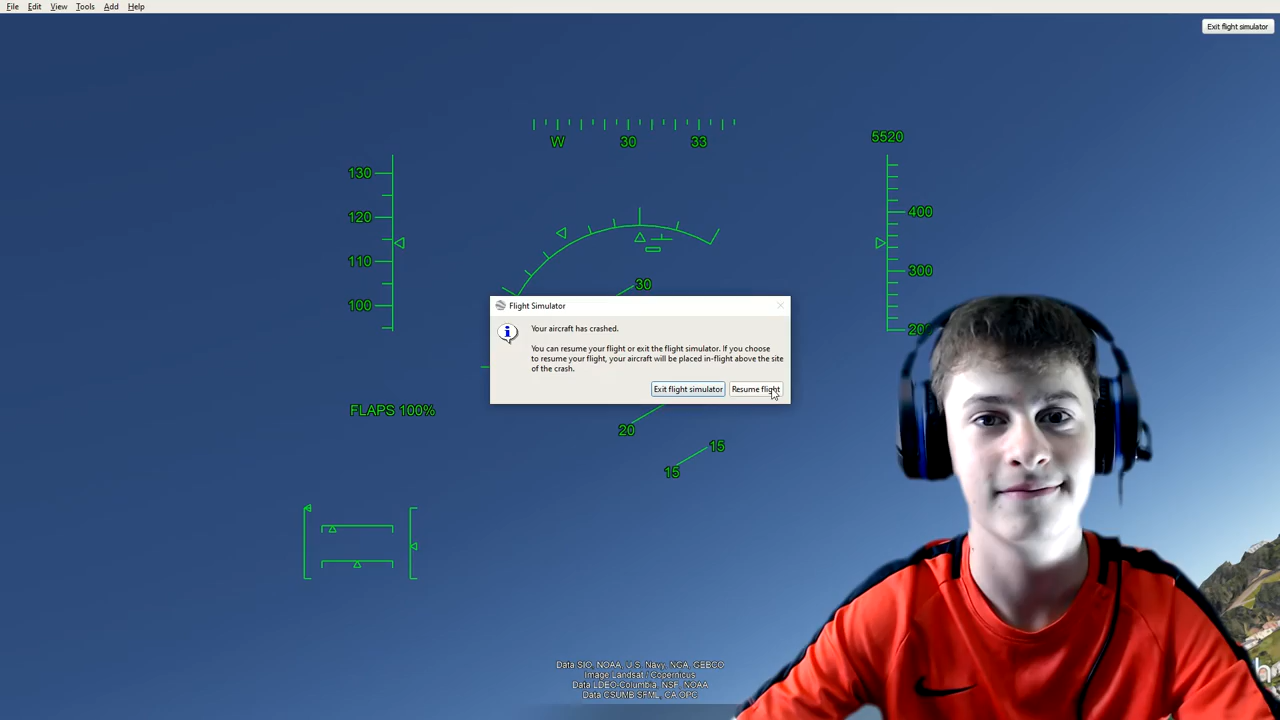 File Edit View Tools Add Help
Exit flight simulator
W 30 33
5520
130
120
110
100
400
300
30
Flight Simulator
Your aircraft has crashed.
You can resume your flight or exit the flight simulator. If you choose
to resume your flight, your aircraft will be placed in-flight above the site
of the crash.
Exit flight simulator Resume flight
FLAPS 100%
20
15
15
Data SIO, NOAA, U.S. Navy, NGA, GEBCO
Image Landsat / Copernicus
Data LDEO-Columbia, NSF, NOAA
Data CSUMB SFML, CA OPC